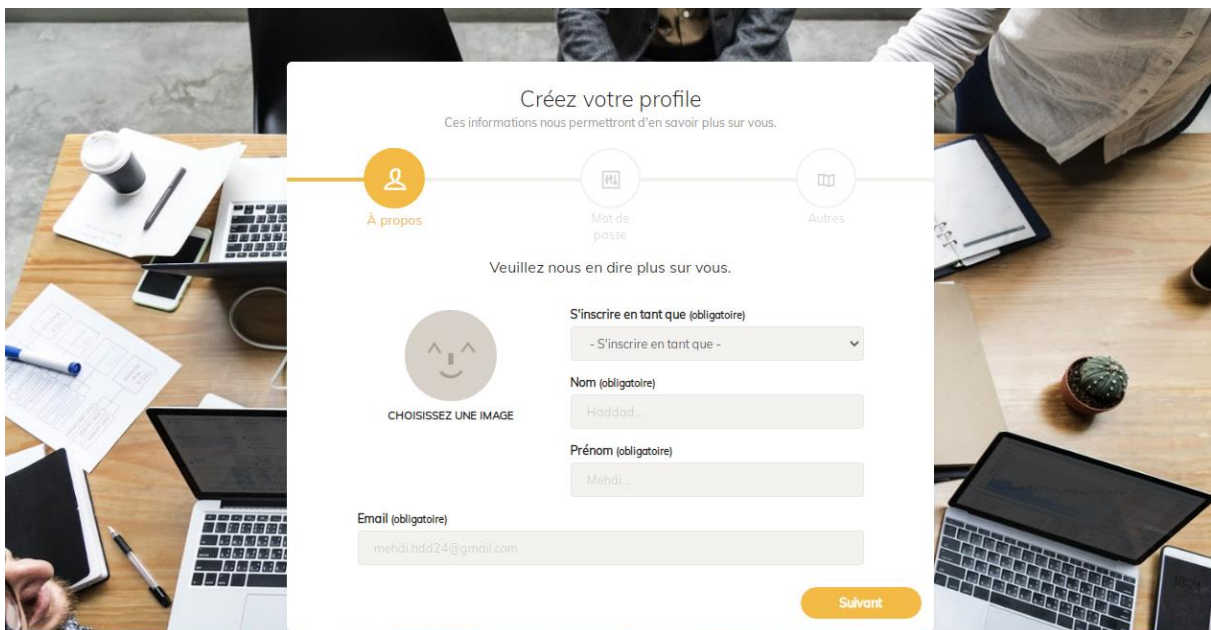 Créez votre profile
Ces informations nous permettront d'en savoir plus sur vous.
À propos
Mot de
passe
Autres
Veuillez nous en dire plus sur vous.
S'inscrire en tant que (obligatoire)
- S'inscrire en tant que -
Nom (obligatoire)
Haddad...
CHOISISSEZ UNE IMAGE
Prénom (obligatoire)
Mehdi...
Email (obligatoire)
mehdi.hdd24@gmail.com
Suivant
10:24